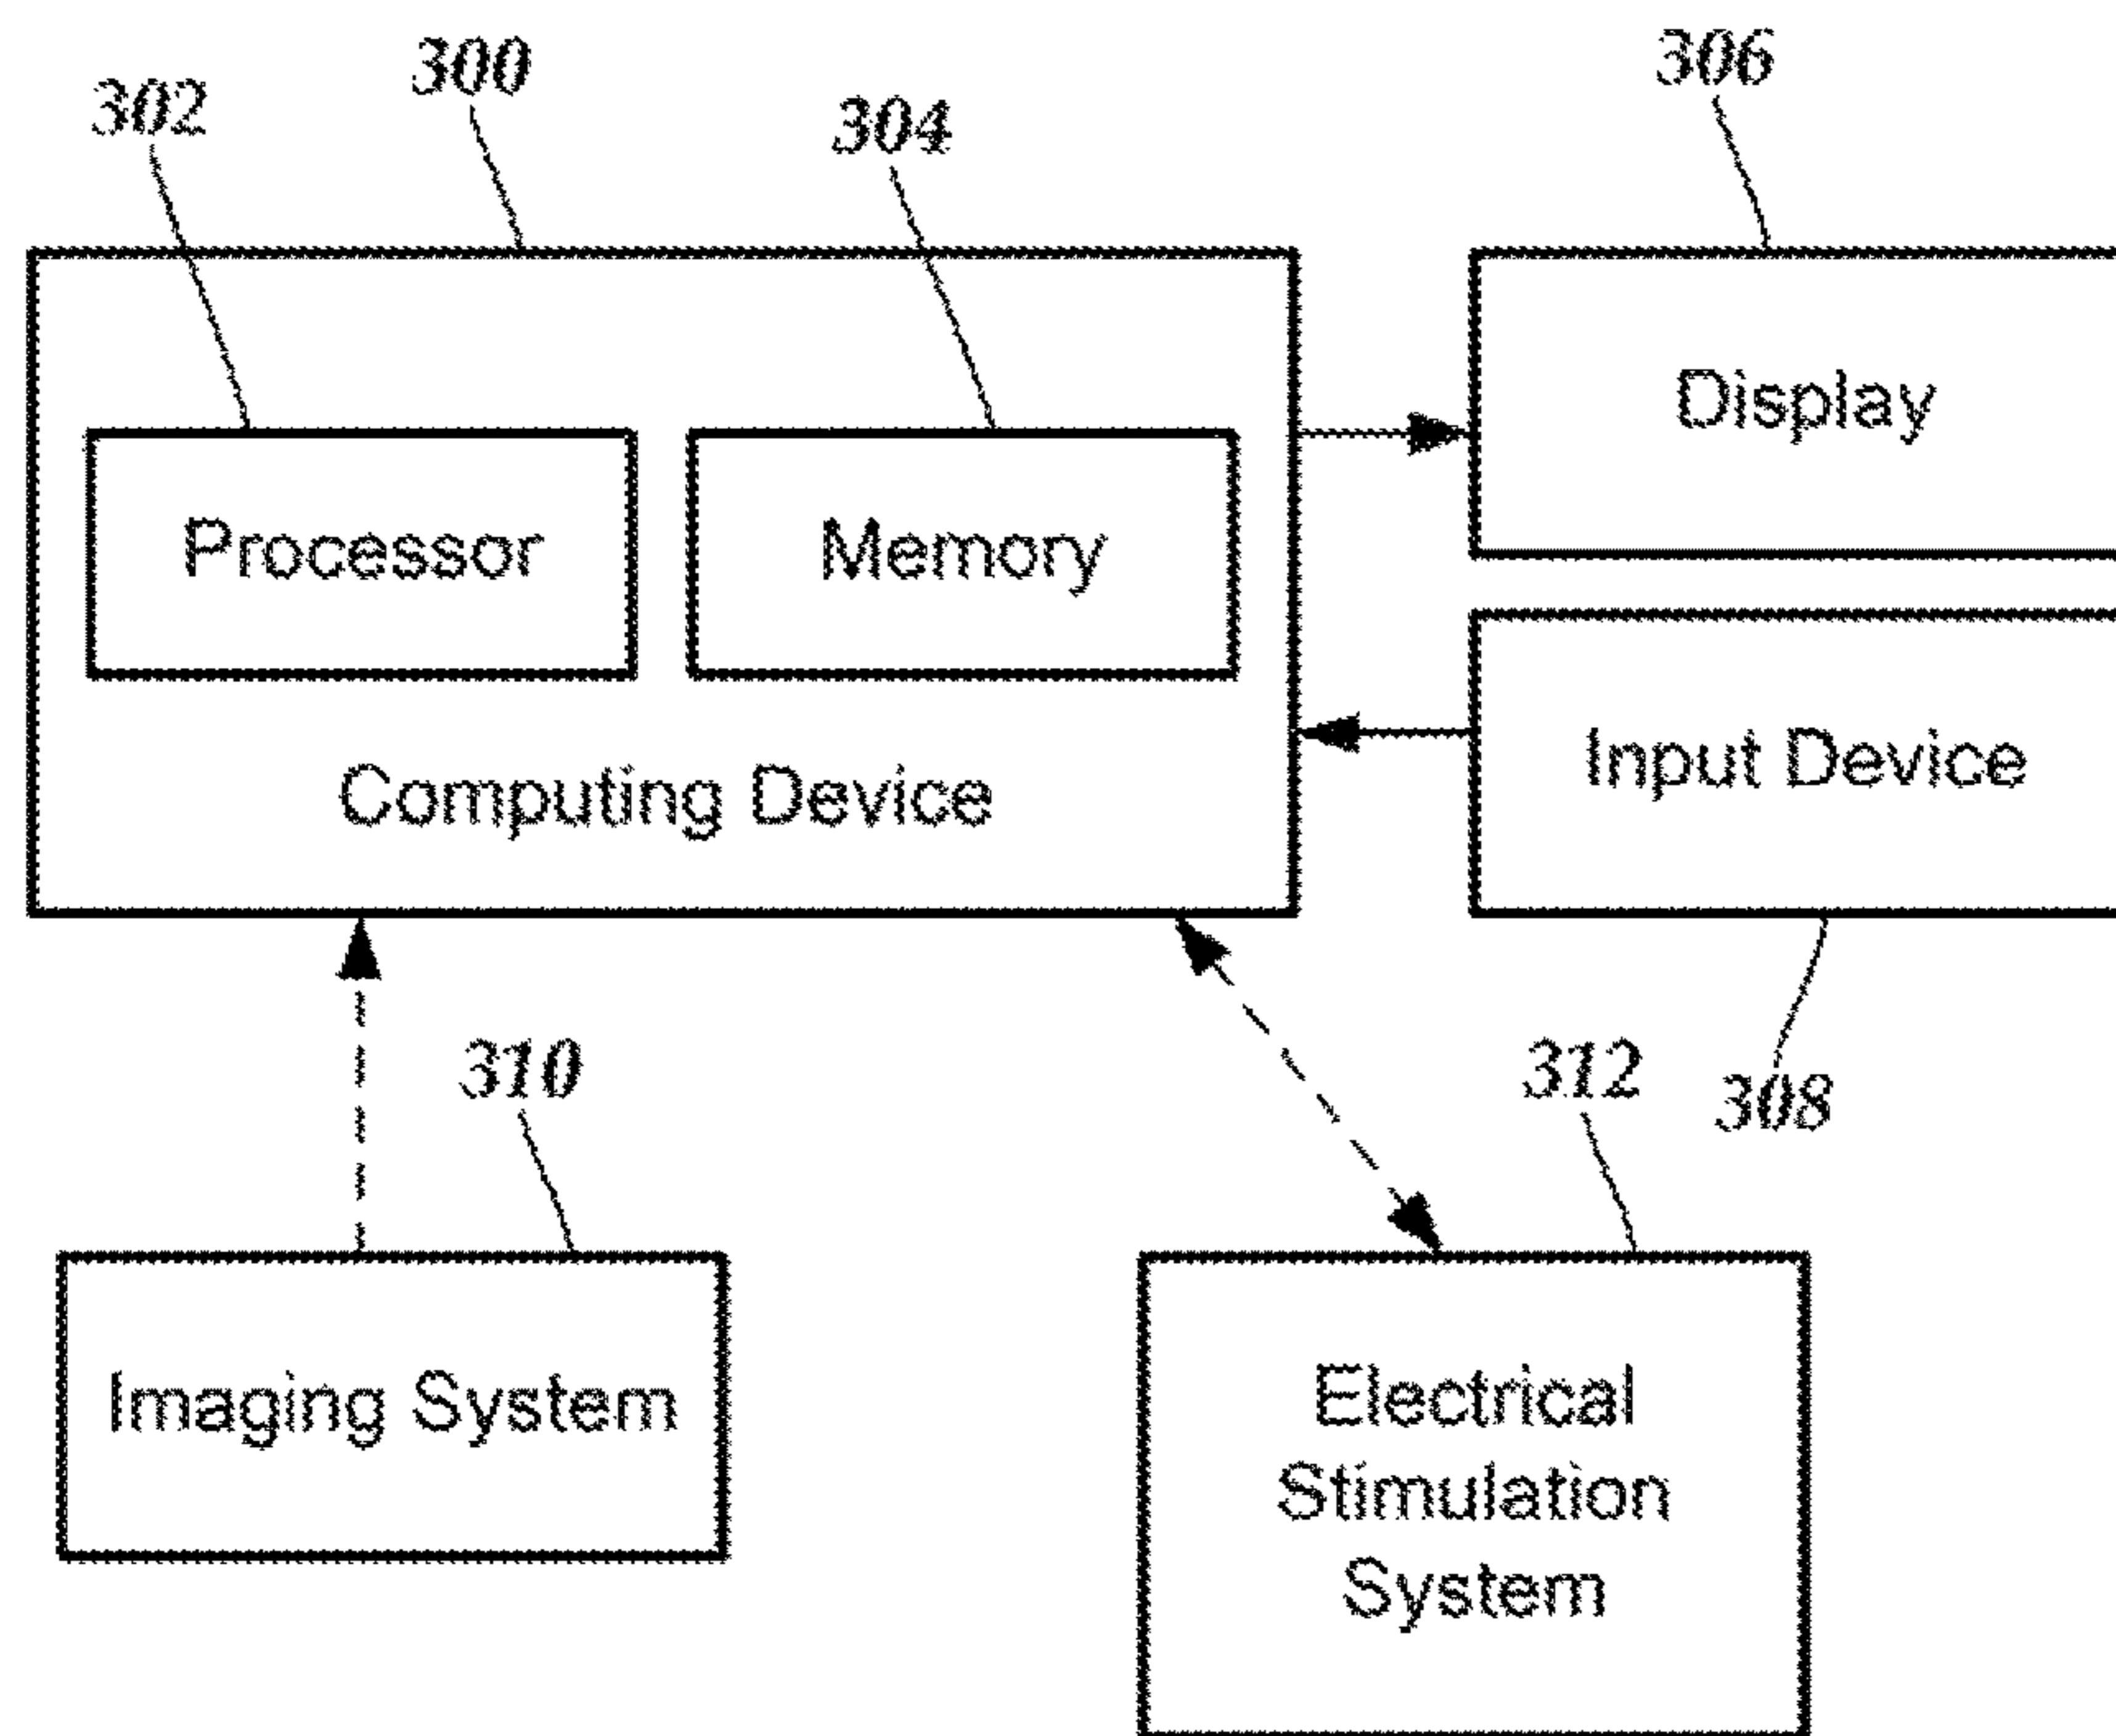 300
306
302
304
Display
Processor
Memory
Input Device
Computing Device
310
312
308
Imaging System
Electrical
Stimulation
System